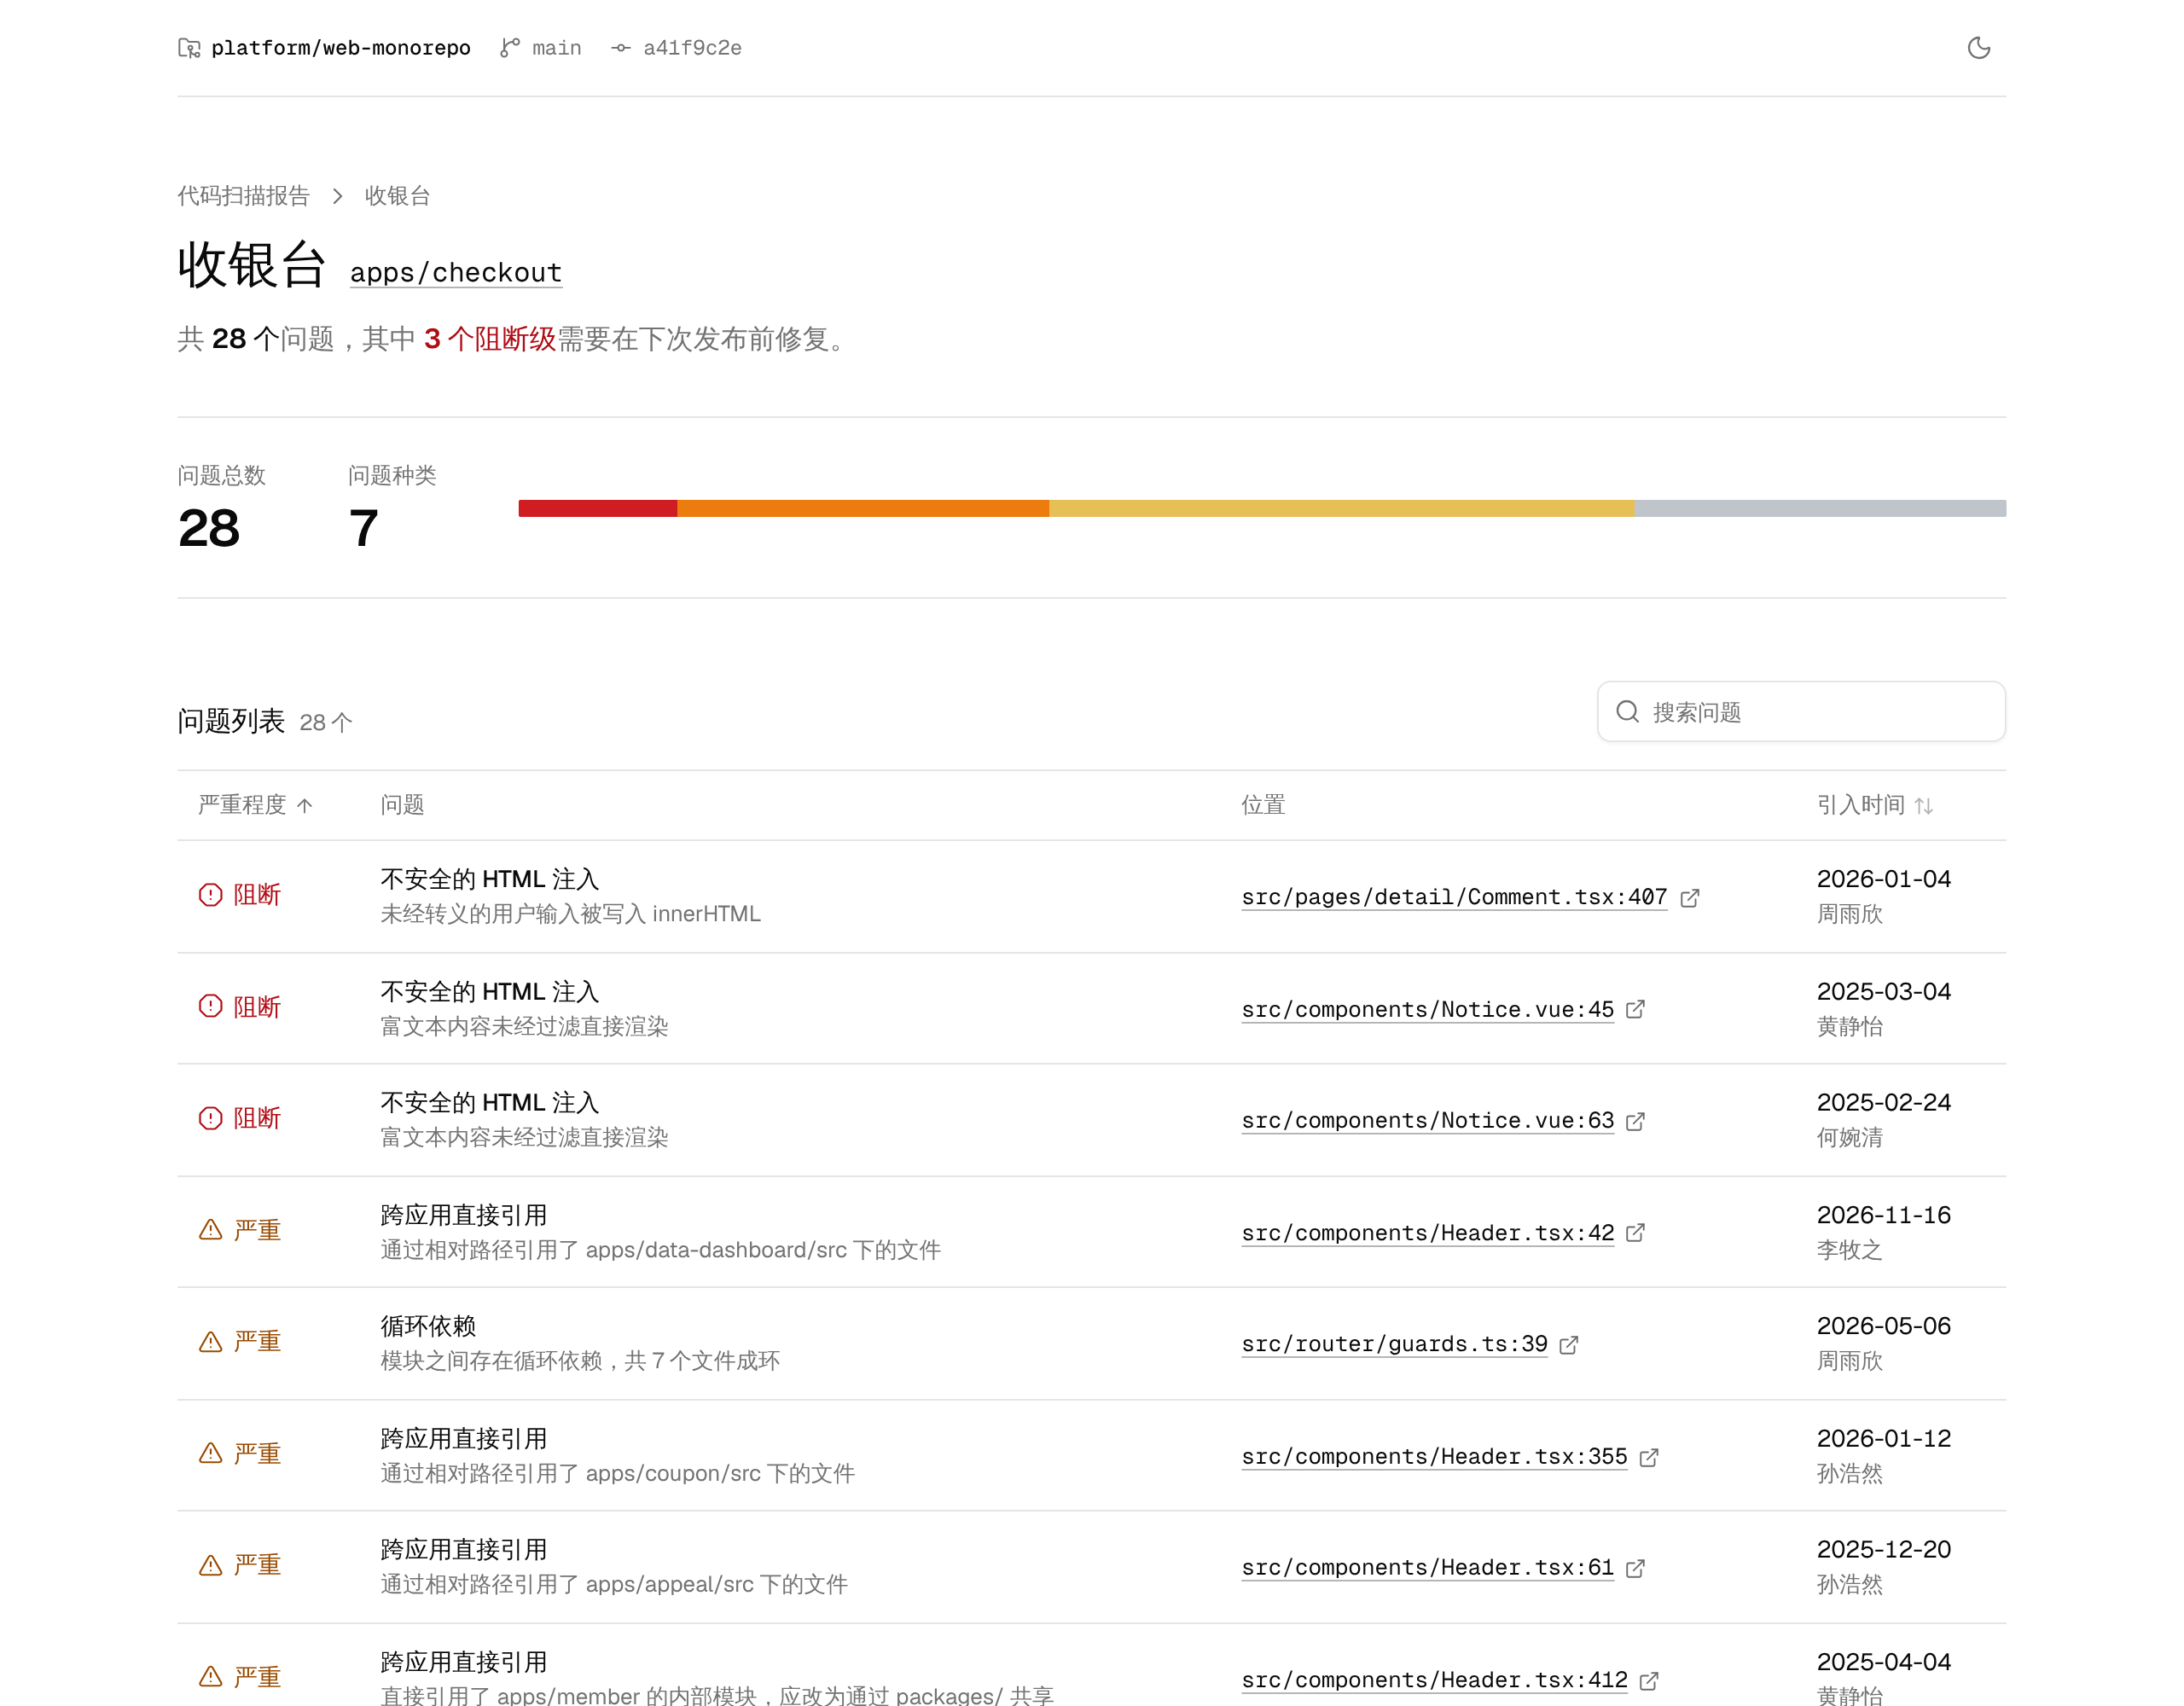 platform/web-monorepo main a41f9c2e
代码扫描报告 收银台
收银台 apps/checkout
共 28 个问题，其中 3 个阻断级需要在下次发布前修复。
问题总数 问题种类
28 7
问题列表 28 个 搜索问题
严重程度 问题 位置 引入时间
阻断 不安全的 HTML 注入 src/pages/detail/Comment.tsx:407 2026-01-04
未经转义的用户输入被写入 innerHTML 周雨欣
阻断 不安全的 HTML 注入 src/components/Notice.vue:45 2025-03-04
富文本内容未经过滤直接渲染 黄静怡
阻断 不安全的 HTML 注入 src/components/Notice.vue:63 2025-02-24
富文本内容未经过滤直接渲染 何婉清
严重 跨应用直接引用 src/components/Header.tsx:42 2026-11-16
通过相对路径引用了 apps/data-dashboard/src 下的文件 李牧之
严重 循环依赖 src/router/guards.ts:39 2026-05-06
模块之间存在循环依赖，共 7 个文件成环 周雨欣
严重 跨应用直接引用 src/components/Header.tsx:355 2026-01-12
通过相对路径引用了 apps/coupon/src 下的文件 孙浩然
严重 跨应用直接引用 src/components/Header.tsx:61 2025-12-20
通过相对路径引用了 apps/appeal/src 下的文件 孙浩然
严重 跨应用直接引用 src/components/Header.tsx:412 2025-04-04
直接引用了 apps/member 的内部模块，应改为通过 packages/ 共享 黄静怡